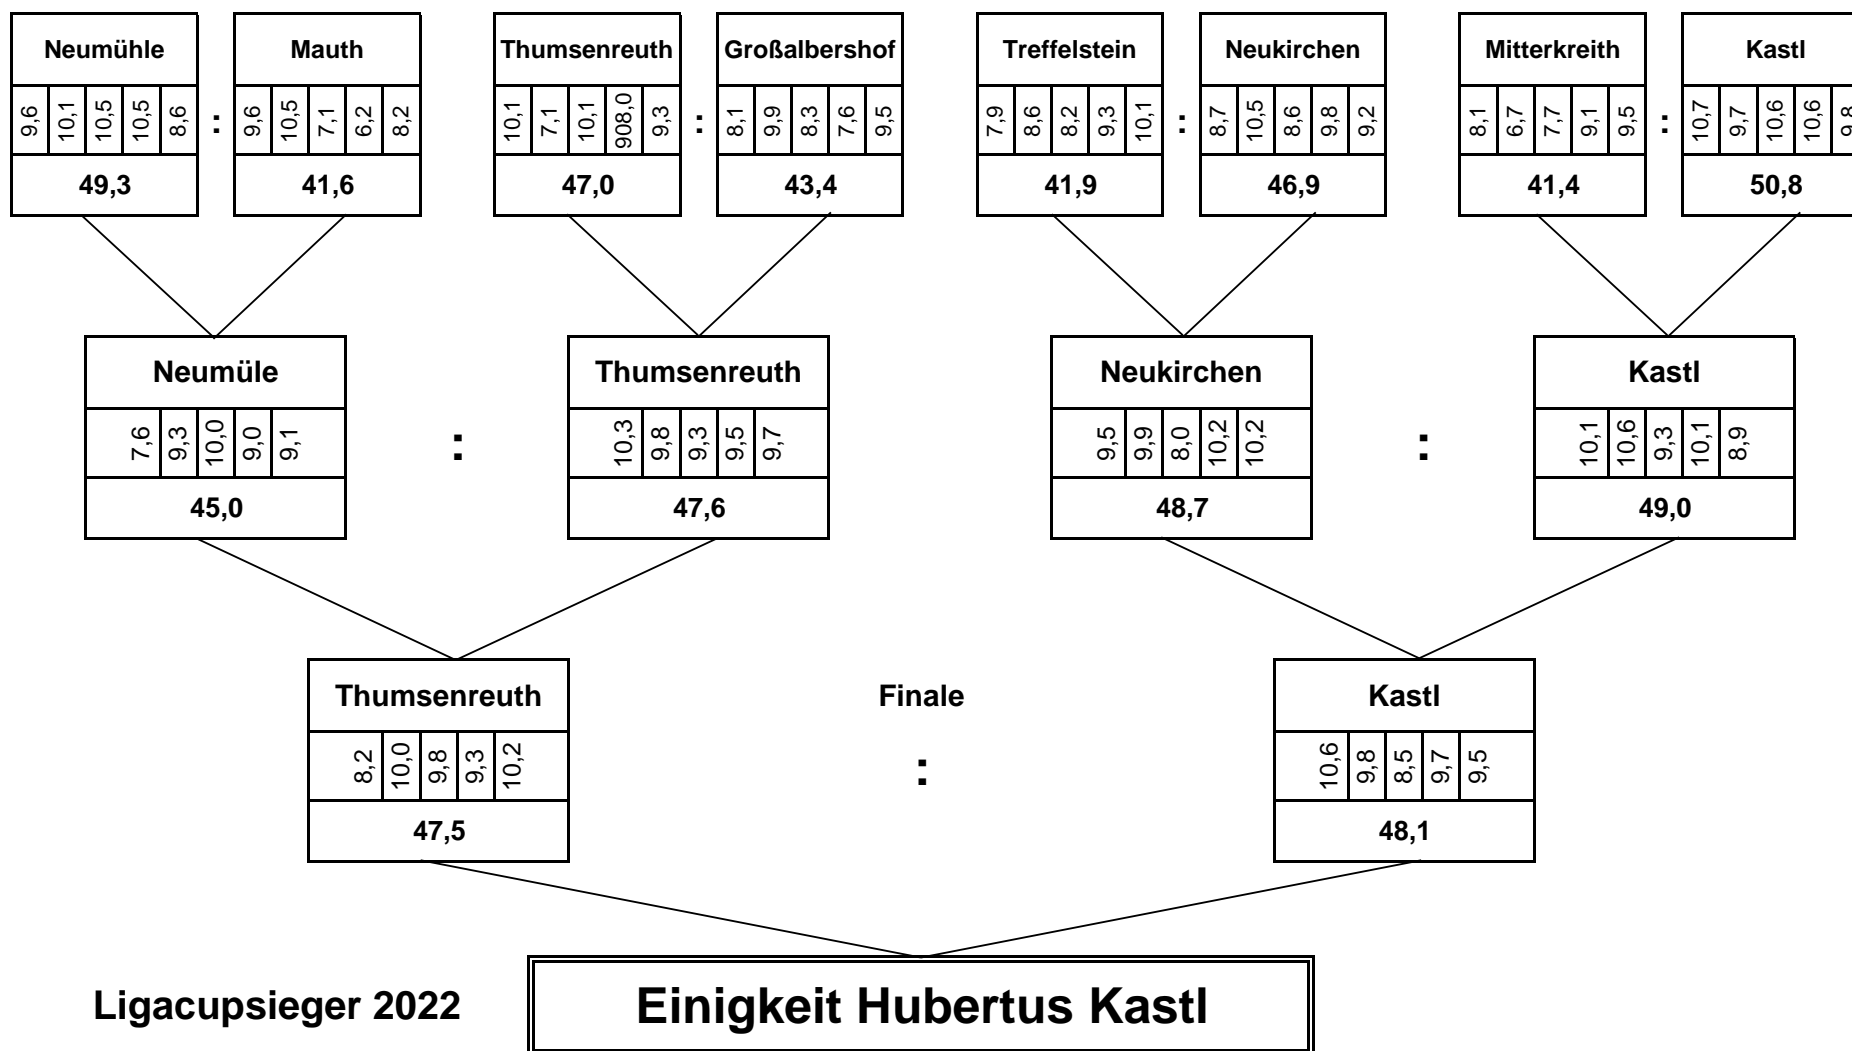 Neumühle Mauth Thumsenreuth Großalbershof Treffelstein Neukirchen Mitterkreith Kastl
9,6 10,1 10,5 10,5 8,6 : 9,6 10,5 7,1 6,2 8,2 10,1 7,1 10,1 908,0 9,3 : 8,1 9,9 8,3 7,6 9,5 7,9 8,6 8,2 9,3 10,1 : 8,7 10,5 8,6 9,8 9,2 8,1 6,7 7,7 9,1 9,5 : 10,7 9,7 10,6 10,6 9,8
49,3 41,6 47,0 43,4 41,9 46,9 41,4 50,8
Neumüle Thumsenreuth Neukirchen Kastl
7,6 9,3 10,0 9,0 9,1 : 10,3 9,8 9,3 9,5 9,7 9,5 9,9 8,0 10,2 10,2 : 10,1 10,6 9,3 10,1 8,9
45,0 47,6 48,7 49,0
Thumsenreuth Finale Kastl
8,2 10,0 9,8 9,3 10,2 : 10,6 9,8 8,5 9,7 9,5
47,5 48,1
Ligacupsieger 2022 Einigkeit Hubertus Kastl